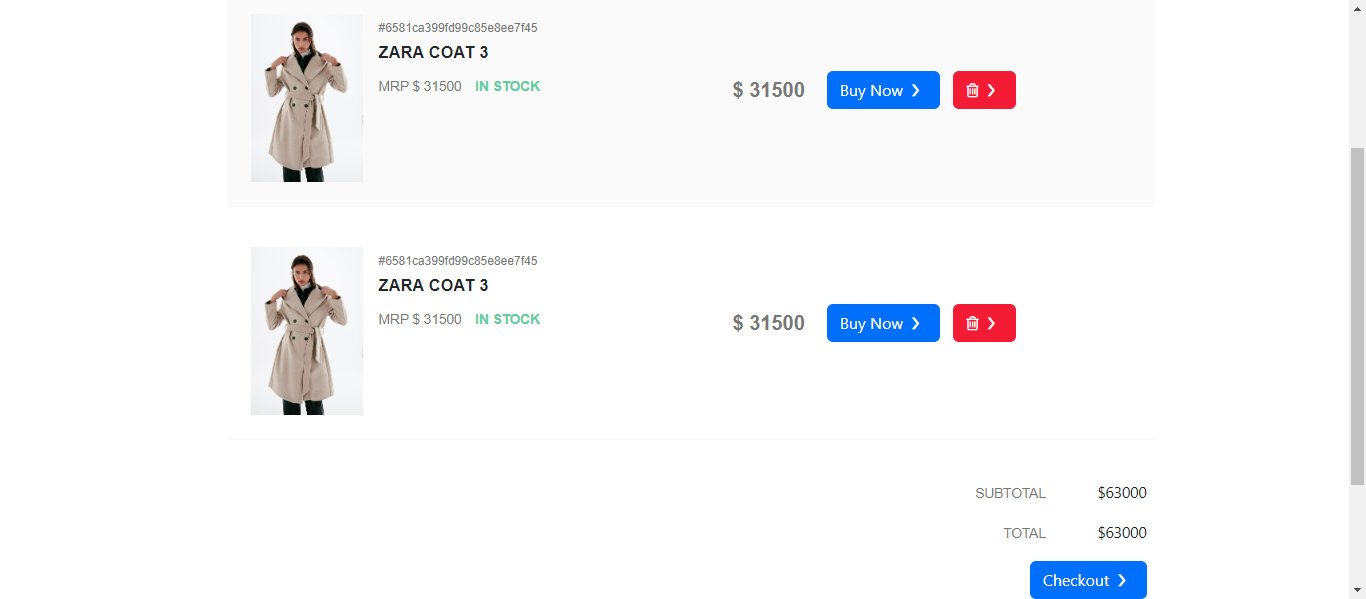 #6581ca399fd99c85e8ee7f45
ZARA COAT 3
MRP $ 31500 IN STOCK
$ 31500 Buy Now
#6581ca399fd99c85e8ee7f45
ZARA COAT 3
MRP $ 31500 IN STOCK
$ 31500 Buy Now
SUBTOTAL $63000
TOTAL $63000
Checkout